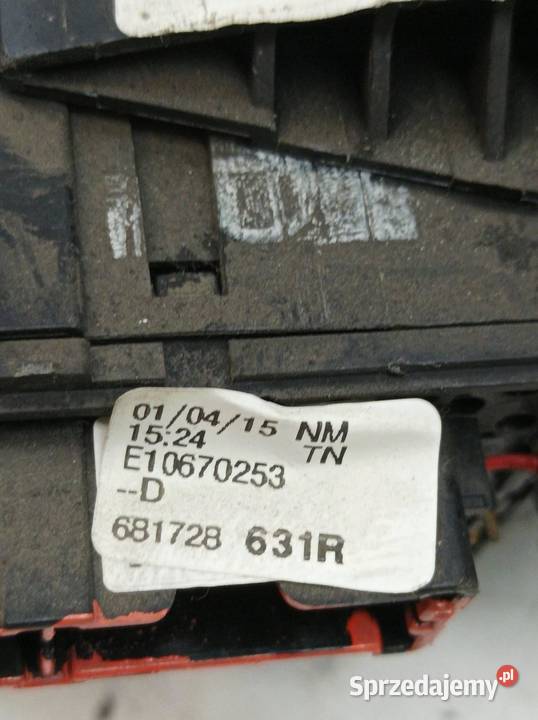 01/04/15 NM
15:24 TN
E10670253
--D
681728 631R
Sprzedajemy.pl